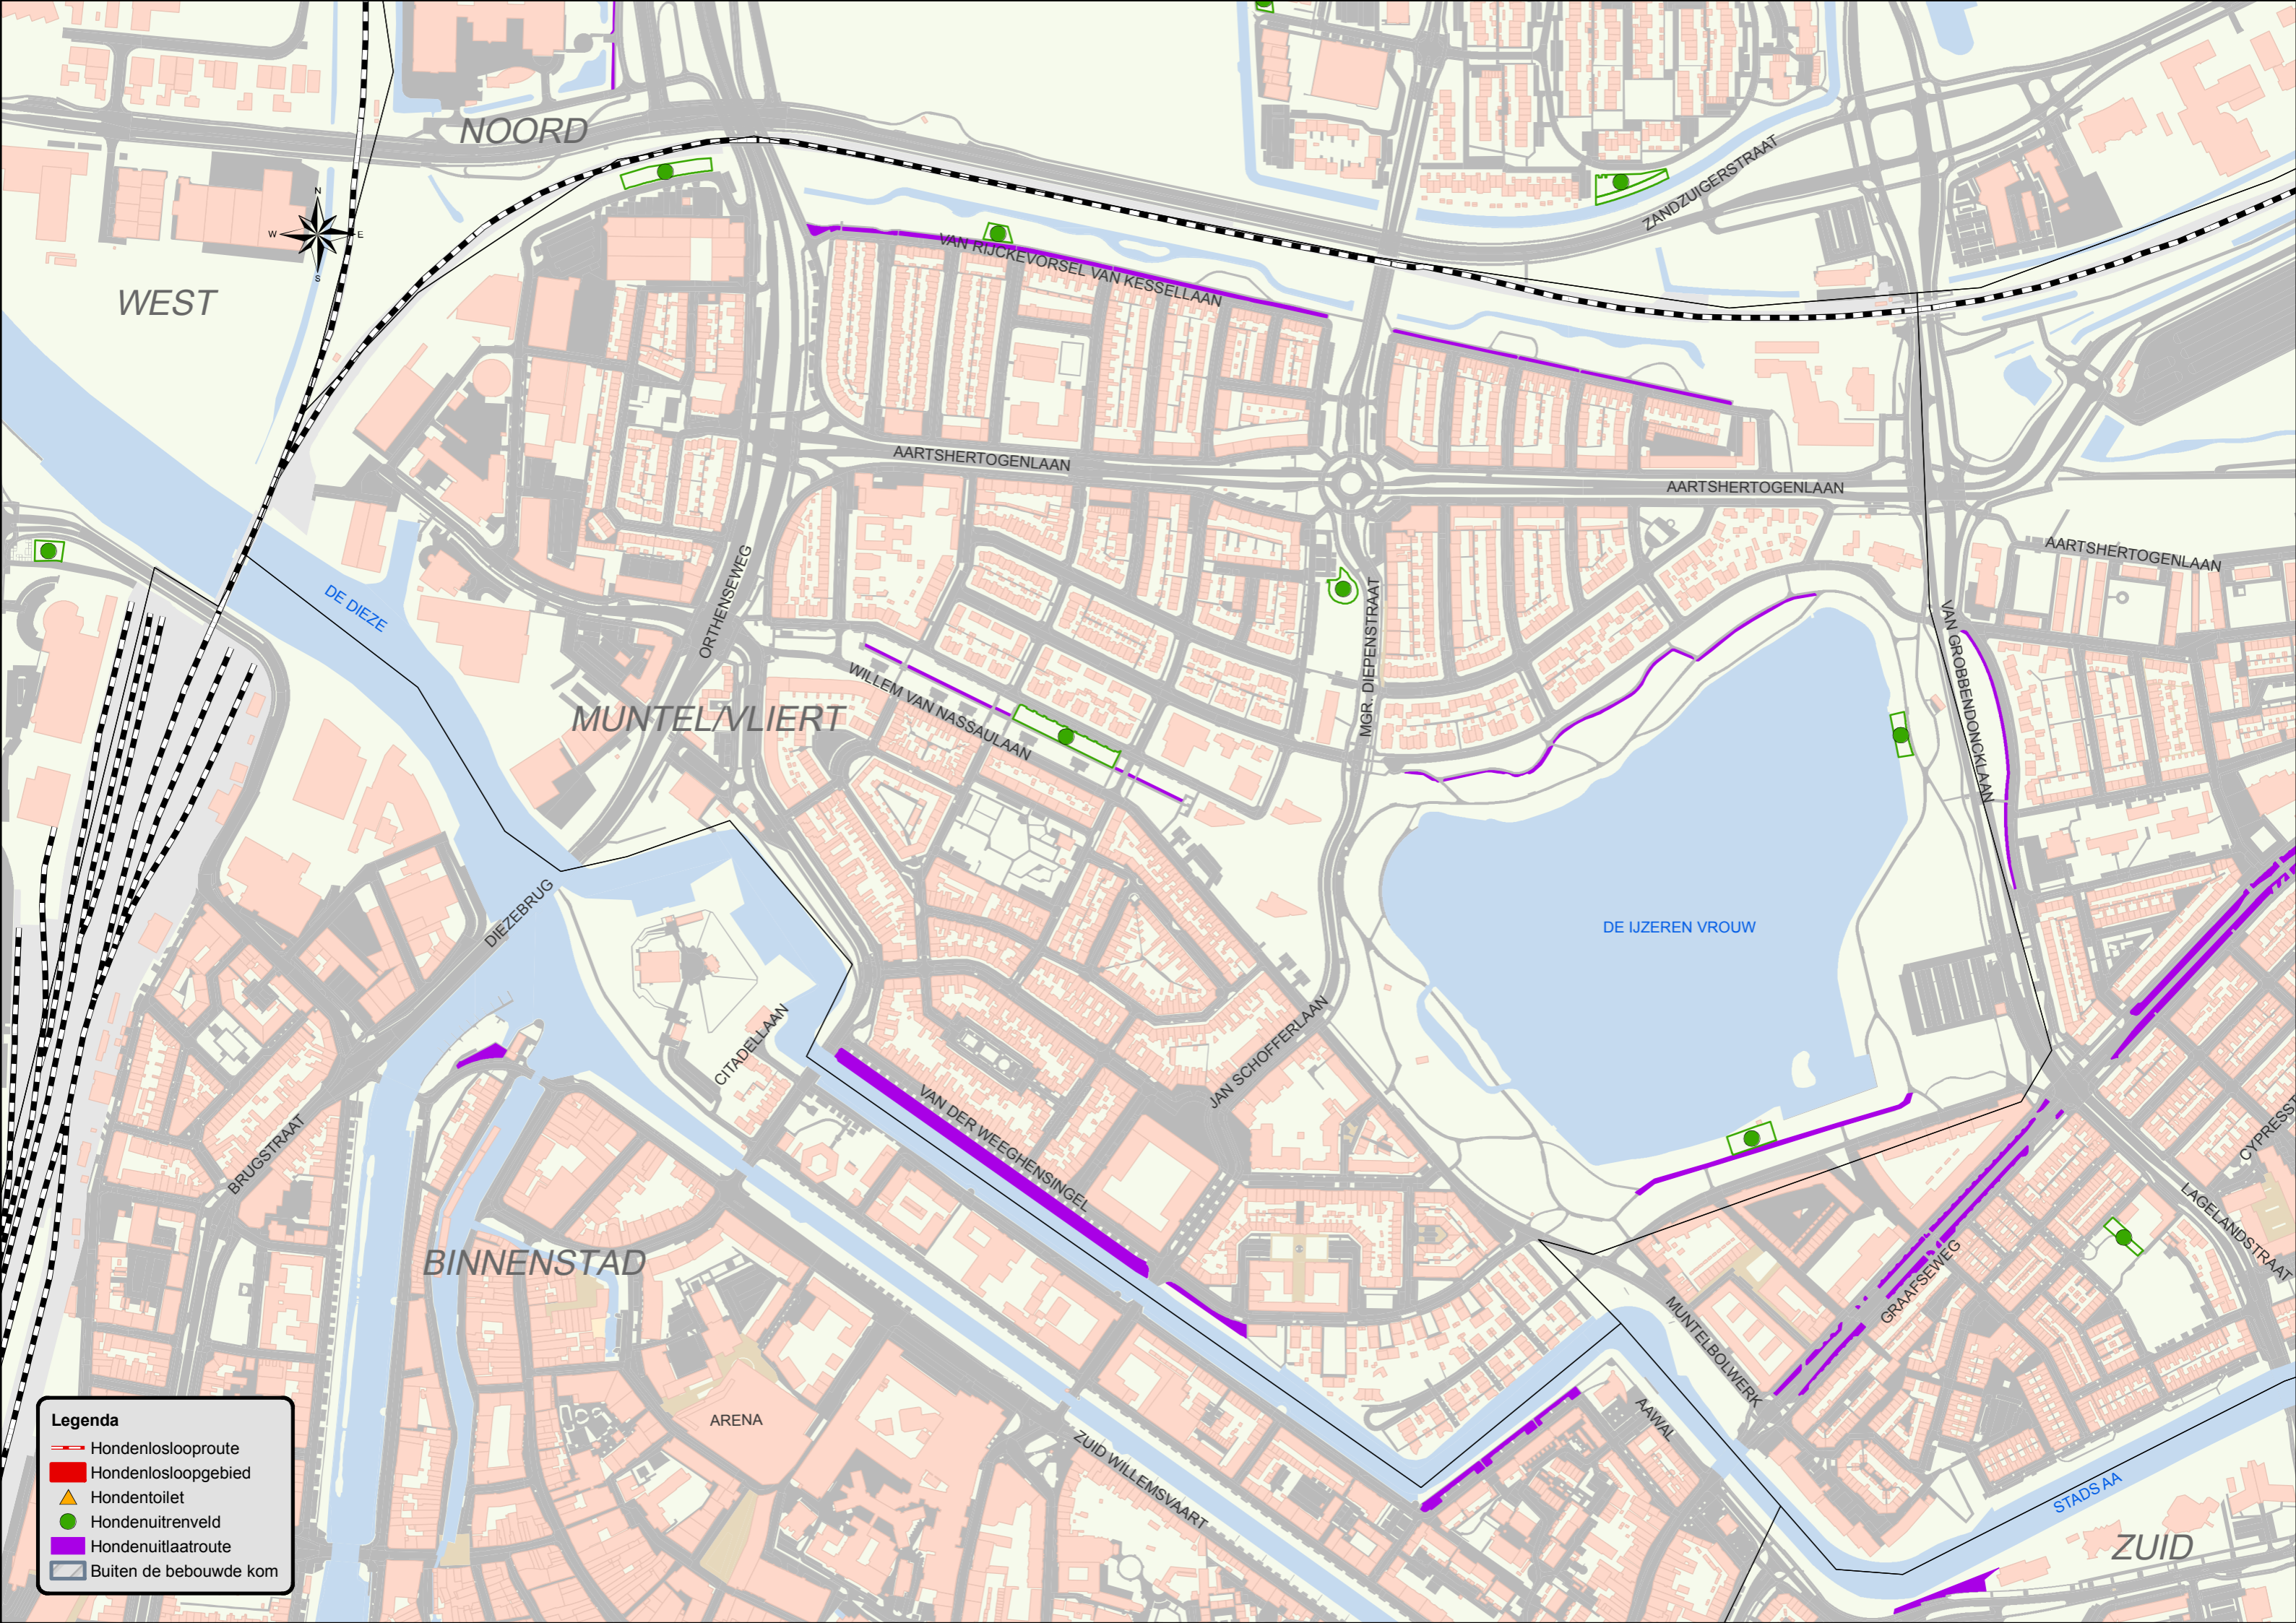 NOORD
ZANDZUIGERSTRAAT
N
W
E
S
WEST
VAN RIJCKEVORSEL VAN KESSELLAAN
AARTSHERTOGENLAAN
AARTSHERTOGENLAAN
AARTSHERTOGENLAAN
DE DIEZE
ORTHENSEWEG
MGR. DIEPENSTRAAT
VAN GROBBENDONCKLAAN
WILLEM VAN NASSAULAAN
MUNTEL/VLIERT
DIEZEBRUG
DE IJZEREN VROUW
CITADELLAAN
JAN SCHOFFERLAAN
BRUGSTRAAT
VAN DER WEEGHENSINGEL
CYPRESST
LAGELANDSTRAAT
BINNENSTAD
GRAAFSEWEG
MUNTELBOLWERK
ARENA
AAWAL
ZUID WILLEMSVAART
STADS AA
ZUID
Legenda
Hondenlosloop​route
Hondenlosloopgebied
Hondentoilet
Hondenuitrenveld
Hondenuitlaatroute
Buiten de bebouwde kom